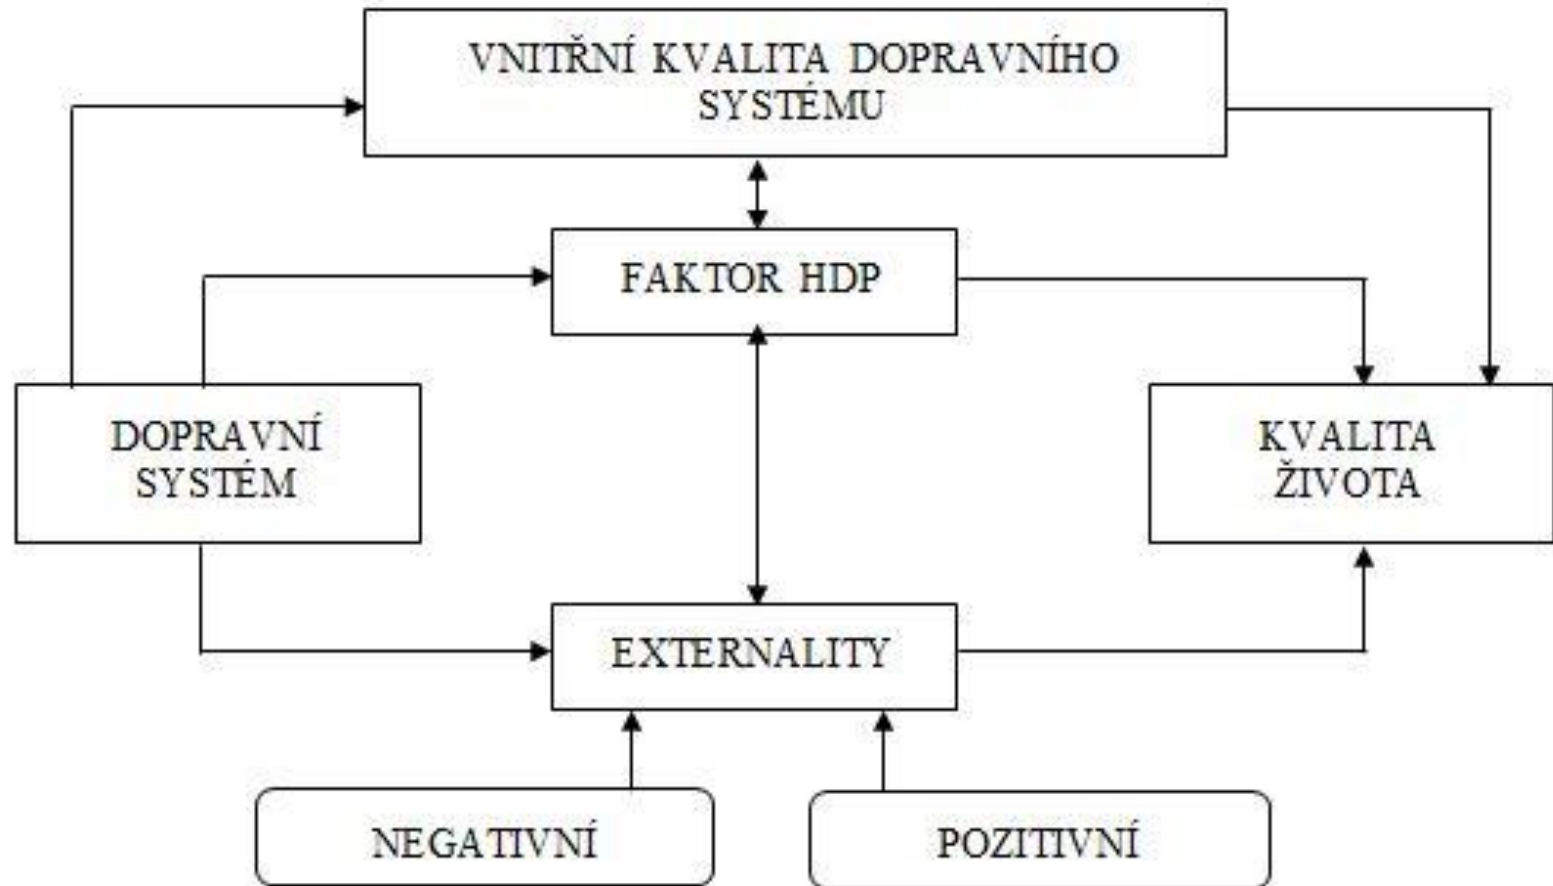 VNITŘNÍ KVALITA DOPRAVNÍHO
SYSTÉMU
FAKTOR HDP
DOPRAVNÍ
SYSTÉM
KVALITA
ŽIVOTA
EXTERNALITY
NEGATIVNÍ
POZITIVNÍ